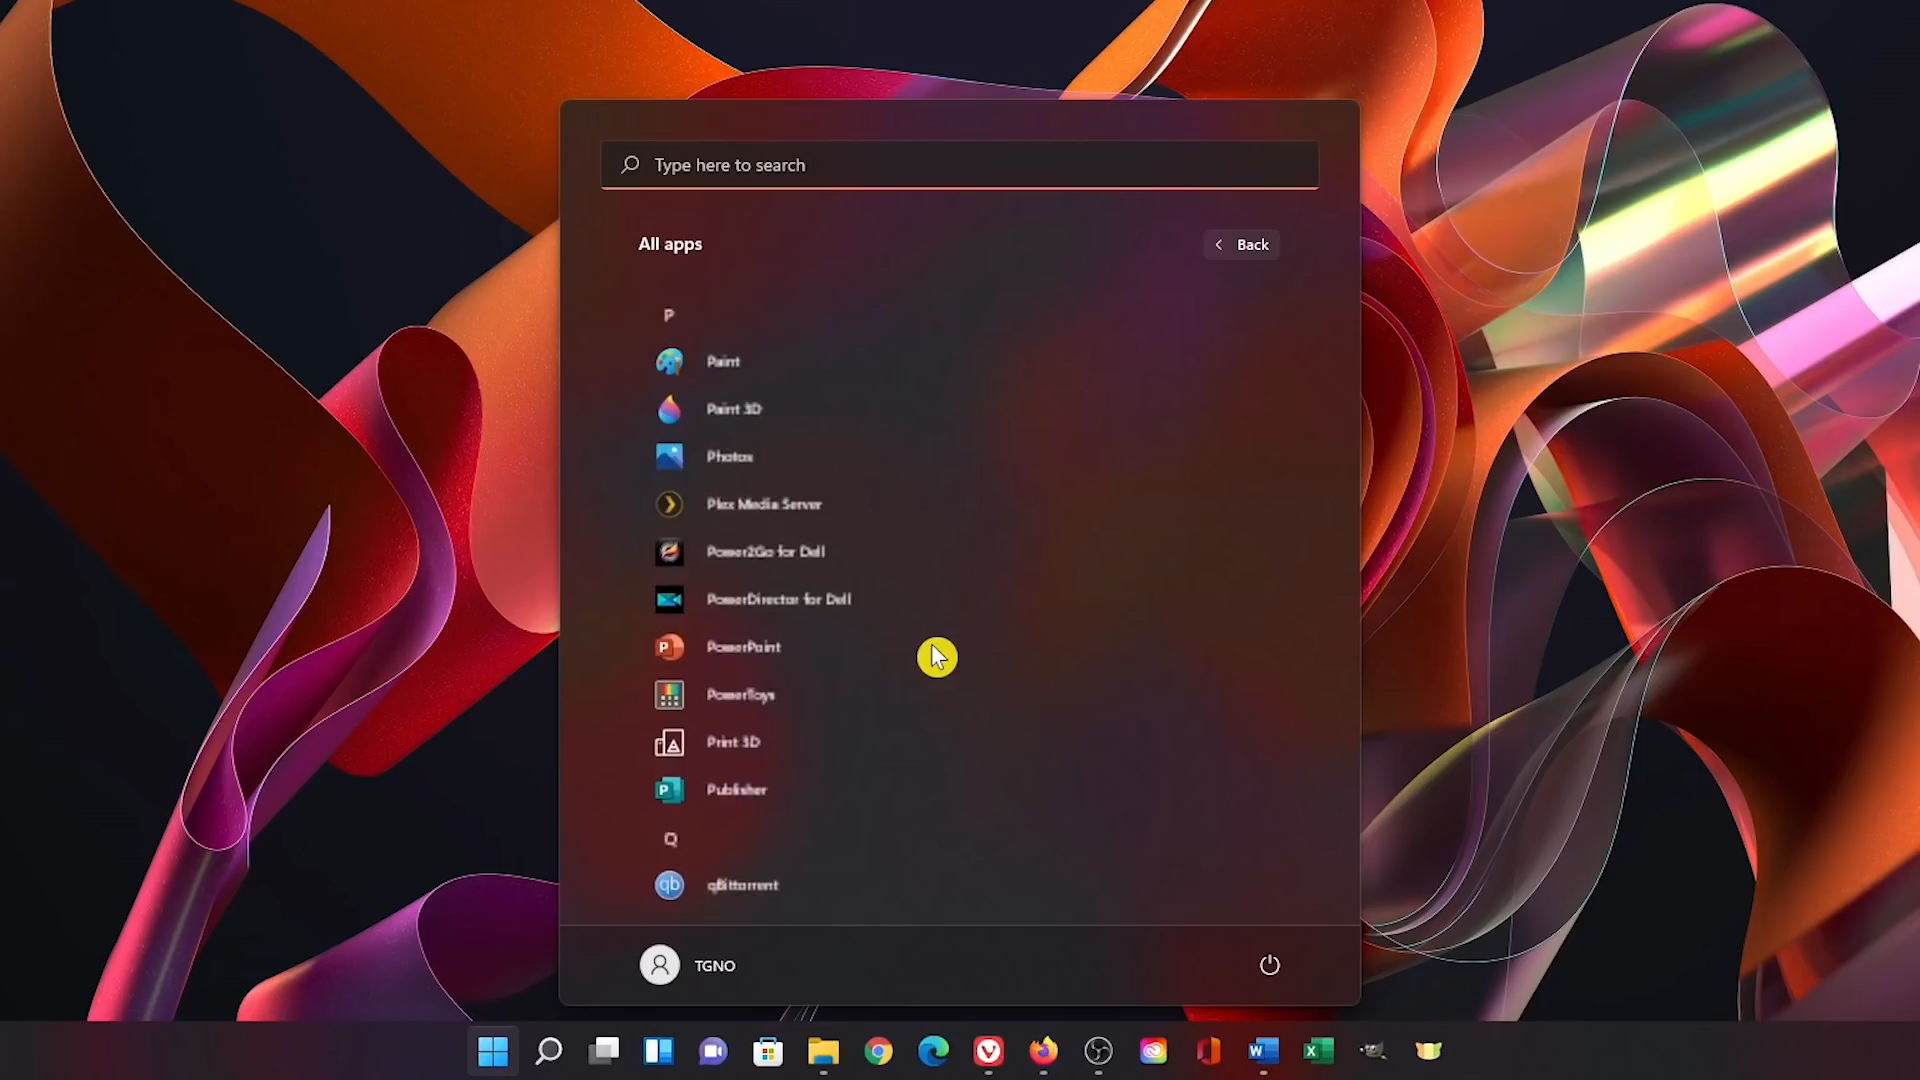 Type here to search
All apps
Back
P
Paint
Paint 3D
Photos
Plex Media Server
Power2Go for Dell
PowerDirector for Dell
P PowerPoint
PowerToys
Print 3D
P Publisher
Q
qb qBittorrent
TGNO
W
X